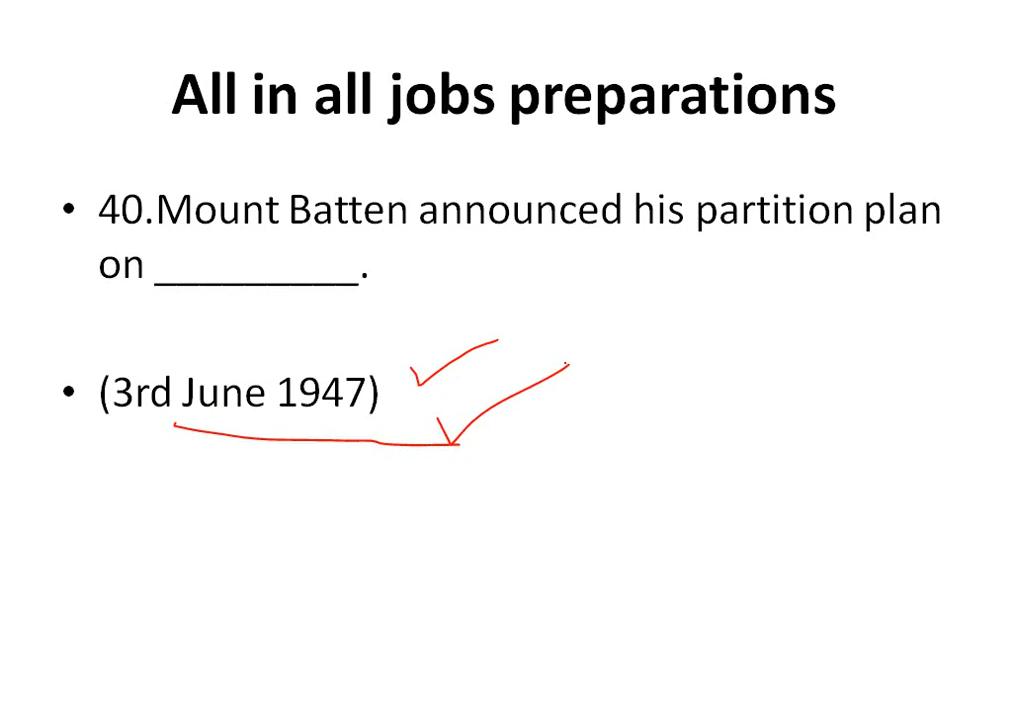 All in all jobs preparations
• 40.Mount Batten announced his partition plan
on _________.
• (3rd June 1947)